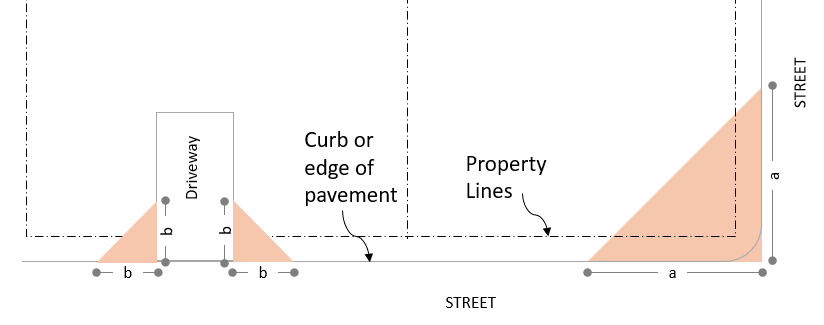 STREET
Driveway
Curb or
edge of
pavement
Property
Lines
a
b
b
b
b
a
STREET